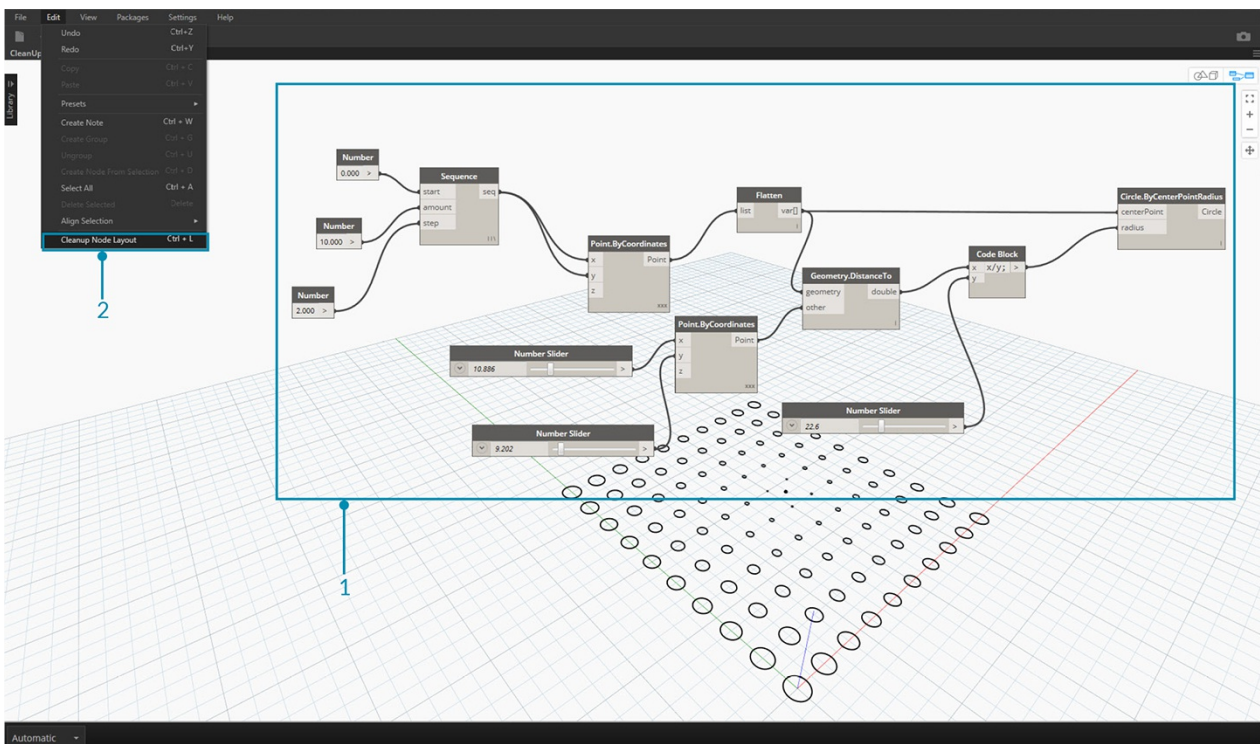 File Edit View Packages Settings Help
CleanUp
Undo Ctrl+Z
Redo Ctrl+Y
Copy Ctrl + C
Paste Ctrl + V
Presets
Create Note Ctrl + W
Create Group Ctrl + G
Ungroup Ctrl + U
Create Node From Selection Ctrl + D
Select All Ctrl + A
Delete Selected Delete
Align Selection
Cleanup Node Layout Ctrl + L
Library
2
1
Number
0.000 >
Number
10.000 >
Number
2.000 >
Sequence
start seq
amount
step
Point.ByCoordinates
x Point
y
z
xxx
Flatten
list var[]
Geometry.DistanceTo
geometry double
other
Point.ByCoordinates
x Point
y
z
xxx
Number Slider
10.886 >
Number Slider
9.202 >
Number Slider
22.6 >
Code Block
x x/y; >
y
Circle.ByCenterPointRadius
centerPoint Circle
radius
Automatic